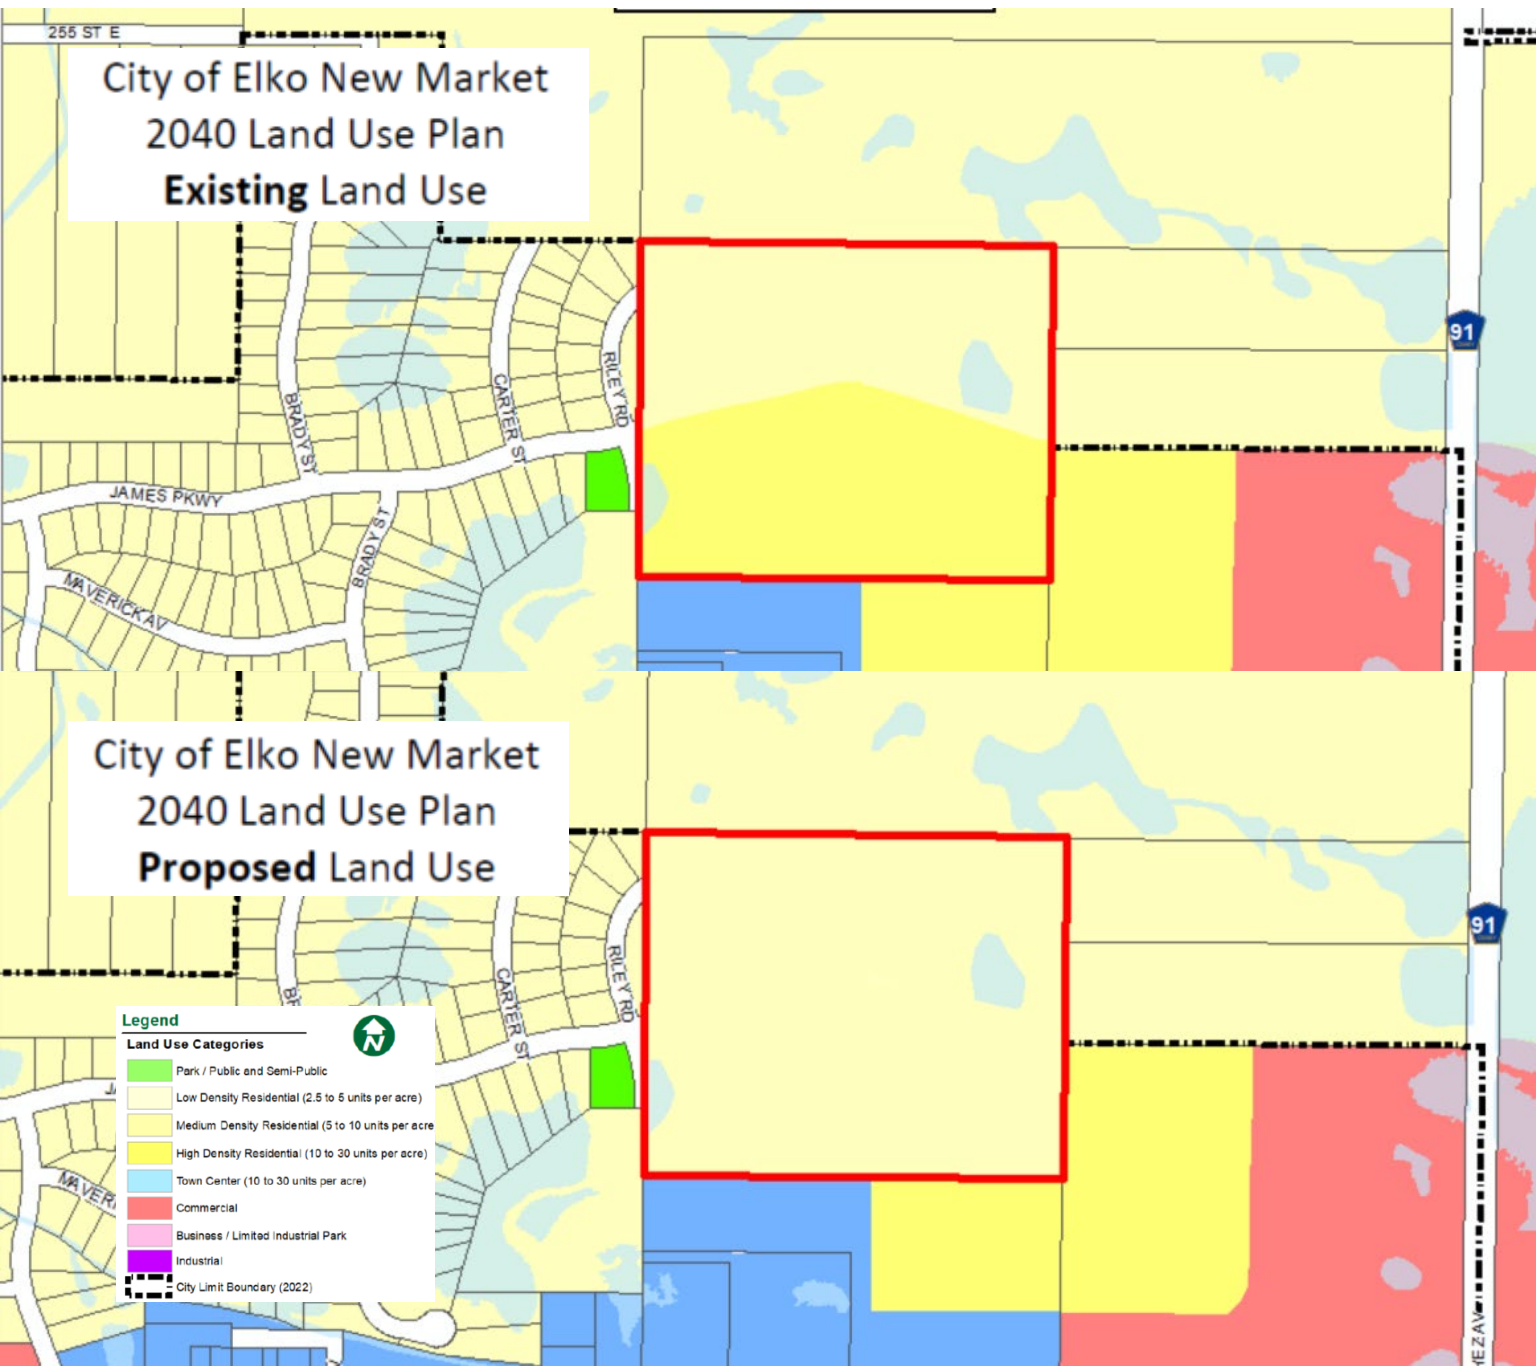 255 ST E
City of Elko New Market
2040 Land Use Plan
Existing Land Use
91
BRADY ST
CARTER ST
RILEY RD
JAMES PKWY
BRADY ST
MAVERICK AV
City of Elko New Market
2040 Land Use Plan
Proposed Land Use
91
CARTER ST
RILEY RD
Legend
N
Land Use Categories
Park / Public and Semi-Public
Low Density Residential (2.5 to 5 units per acre)
Medium Density Residential (5 to 10 units per acre
High Density Residential (10 to 30 units per acre)
Town Center (10 to 30 units per acre)
Commercial
Business / Limited Industrial Park
Industrial
City Limit Boundary (2022)